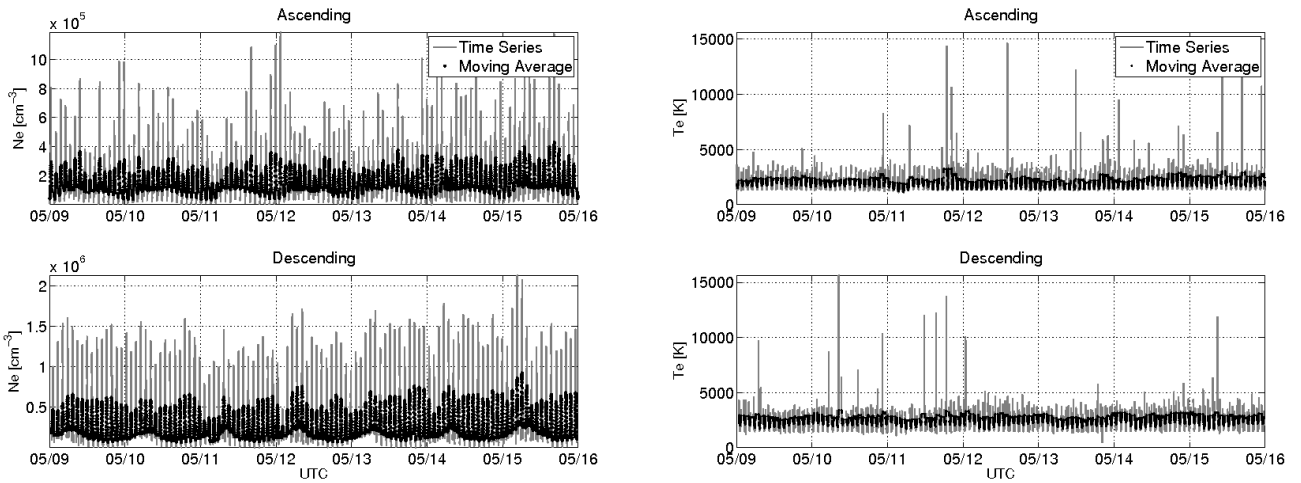 Ascending
x 10^5
Ne [cm^-3]
10
8
6
4
2
Time Series
Moving Average
05/09 05/10 05/11 05/12 05/13 05/14 05/15 05/16
Ascending
Te [K]
15000
10000
5000
0
Time Series
Moving Average
05/09 05/10 05/11 05/12 05/13 05/14 05/15 05/16
Descending
x 10^6
Ne [cm^-3]
2
1.5
1
0.5
05/09 05/10 05/11 05/12 05/13 05/14 05/15 05/16
UTC
Descending
Te [K]
15000
10000
5000
0
05/09 05/10 05/11 05/12 05/13 05/14 05/15 05/16
UTC